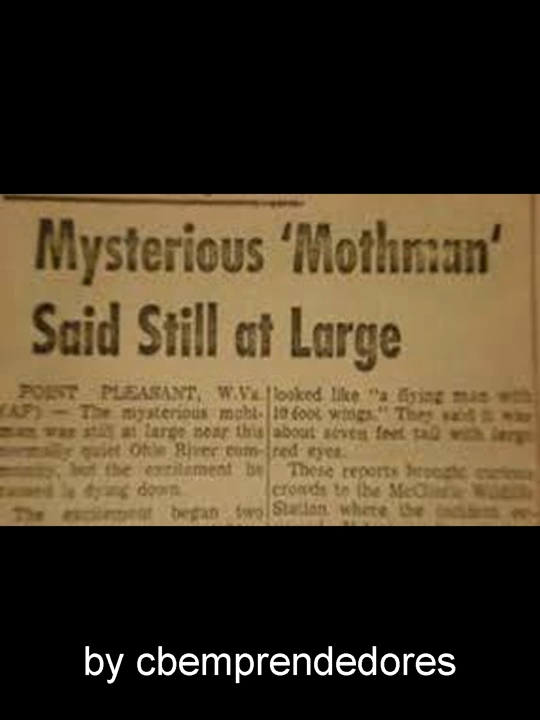 Mysterious 'Mothman'
Said Still at Large
POINT PLEASANT, W.Va.
(AP) — The mysterious moth-
man was still at large near this
normally quiet Ohio River com-
munity, but the excitement he
caused is dying down.
The excitement began two
looked like "a flying man with
10 foot wings." They said it was
about seven feet tall with large
red eyes.
These reports brought curious
crowds to the McClintic Wildlife
Station where the incident
by cbemprendedores